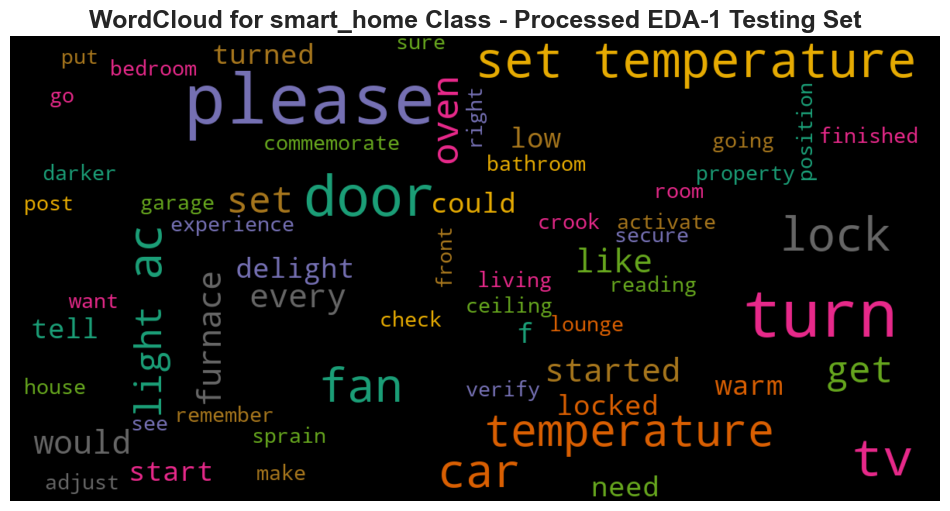 WordCloud for smart_home Class - Processed EDA-1 Testing Set
put
turned
sure
set temperature
bedroom
go
please
oven
right
low
going
position
finished
commemorate
bathroom
darker
property
post
garage
set
door
could
room
experience
crook
activate
secure
lock
light ac
delight
front
like
furnace
every
living
reading
want
ceiling
turn
tell
check
f
lounge
house
fan
verify
started
warm
get
see
remember
locked
would
sprain
temperature
adjust
start
make
car
need
tv